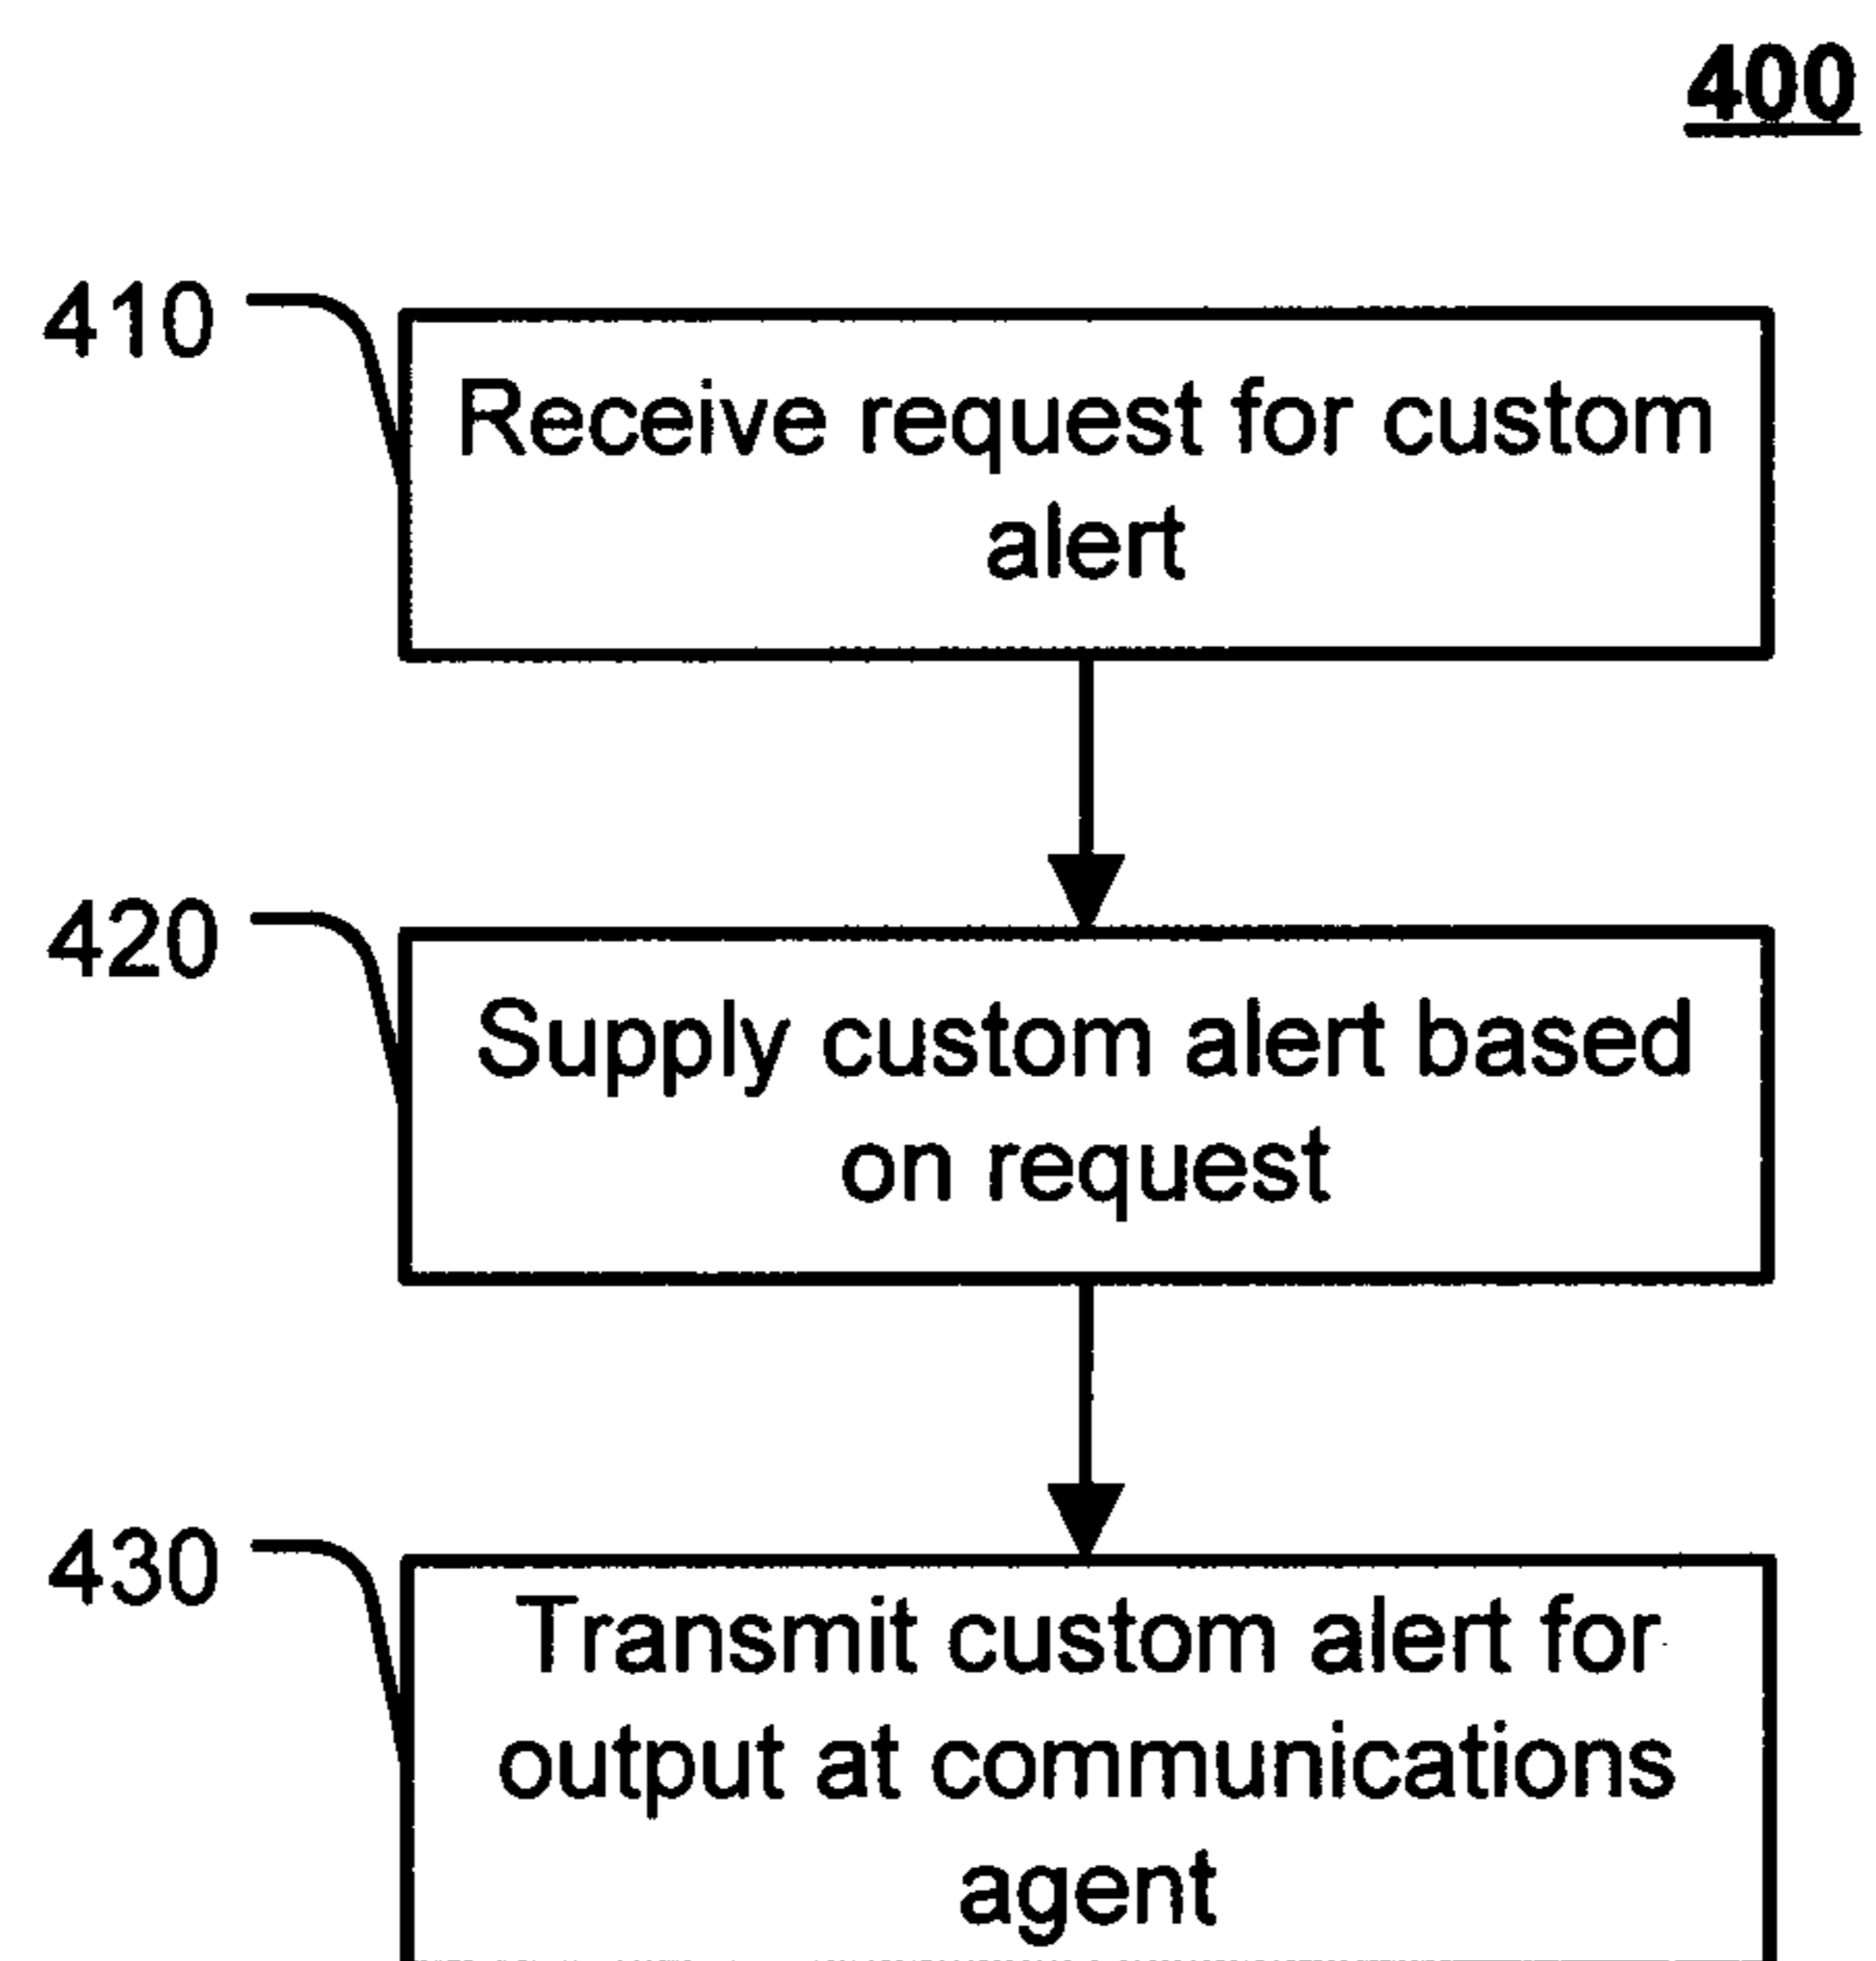 400
410
Receive request for custom
alert
420
Supply custom alert based
on request
430
Transmit custom alert for
output at communications
agent